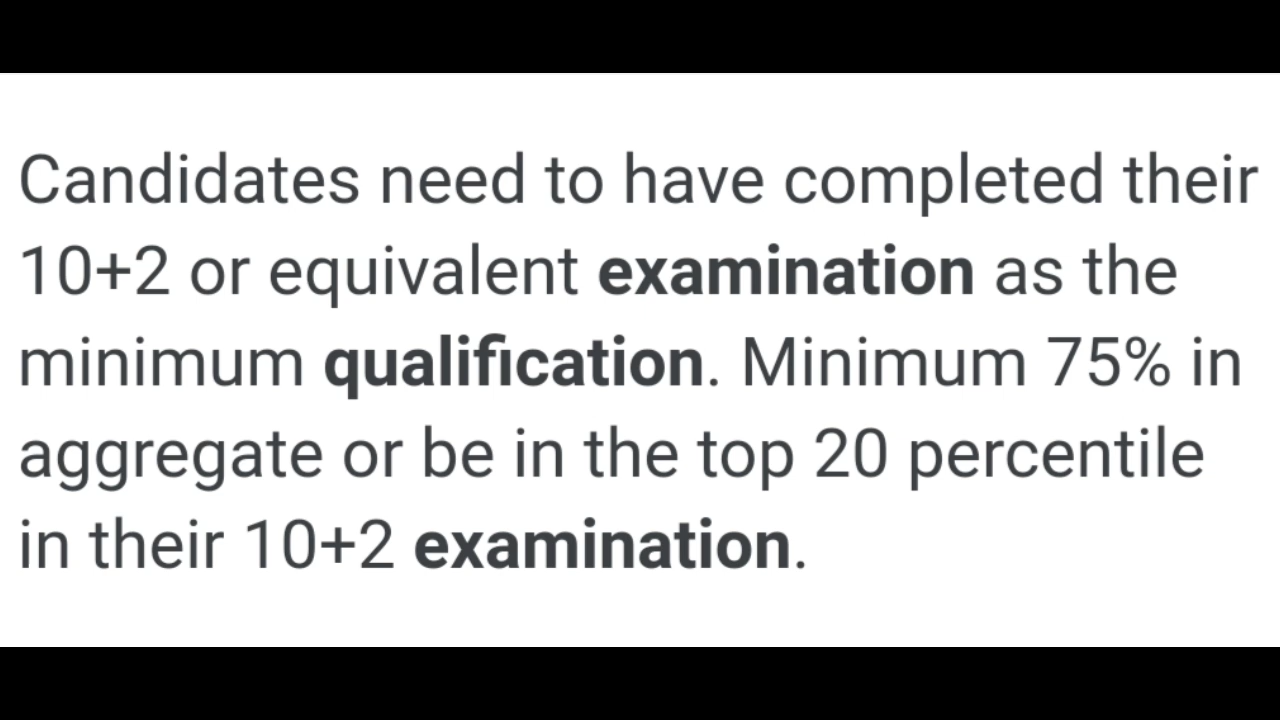 Candidates need to have completed their
10+2 or equivalent examination as the
minimum qualification. Minimum 75% in
aggregate or be in the top 20 percentile
in their 10+2 examination.